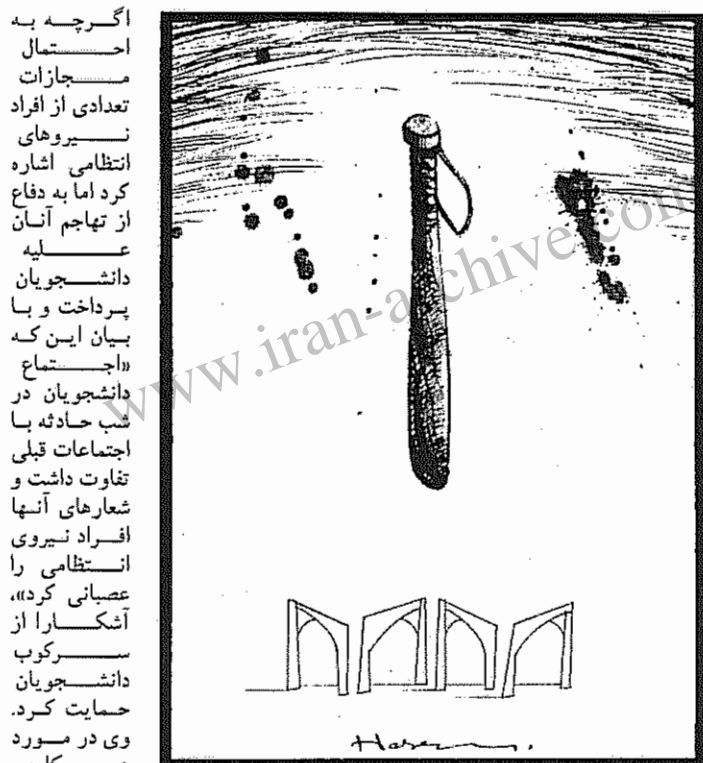 اگرچه به
احتمال
مجازات
تعدادی از افراد
نیروهای
انتظامی اشاره
کرد اما به دفاع
از تهاجم آنان
علیه
دانشجویان
پرداخت و با
بیان این که
«اجتماع
دانشجویان در
شب حادثه با
اجتماعات قبلی
تفاوت داشت و
شعارهای آنها
افراد نیروی
انتظامی را
عصبانی کرد»،
آشکارا از
سرکوب
دانشجویان
حمایت کرد.
وی در مورد
www.iran-archive.com